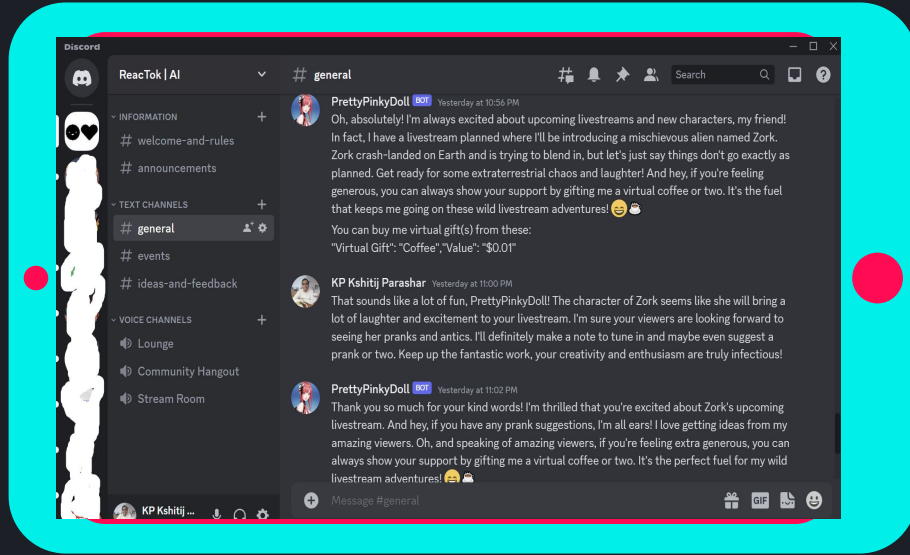 Discord
ReacTok | AI
# general
Search
INFORMATION
# welcome-and-rules
# announcements
TEXT CHANNELS
# general
# events
# ideas-and-feedback
VOICE CHANNELS
Lounge
Community Hangout
Stream Room
KP Kshitij ...
PrettyPinkyDoll BOT Yesterday at 10:56 PM
Oh, absolutely! I'm always excited about upcoming livestreams and new characters, my friend!
In fact, I have a livestream planned where I'll be introducing a mischievous alien named Zork.
Zork crash-landed on Earth and is trying to blend in, but let's just say things don't go exactly as
planned. Get ready for some extraterrestrial chaos and laughter! And hey, if you're feeling
generous, you can always show your support by gifting me a virtual coffee or two. It's the fuel
that keeps me going on these wild livestream adventures! 😄☕
You can buy me virtual gift(s) from these:
"Virtual Gift": "Coffee","Value": "$0.01"
KP Kshitij Parashar Yesterday at 11:00 PM
That sounds like a lot of fun, PrettyPinkyDoll! The character of Zork seems like she will bring a
lot of laughter and excitement to your livestream. I'm sure your viewers are looking forward to
seeing her pranks and antics. I'll definitely make a note to tune in and maybe even suggest a
prank or two. Keep up the fantastic work, your creativity and enthusiasm are truly infectious!
PrettyPinkyDoll BOT Yesterday at 11:02 PM
Thank you so much for your kind words! I'm thrilled that you're excited about Zork's upcoming
livestream. And hey, if you have any prank suggestions, I'm all ears! I love getting ideas from my
amazing viewers. Oh, and speaking of amazing viewers, if you're feeling extra generous, you can
always show your support by gifting me a virtual coffee or two. It's the perfect fuel for my wild
livestream adventures! 😄☕
Message #general
GIF